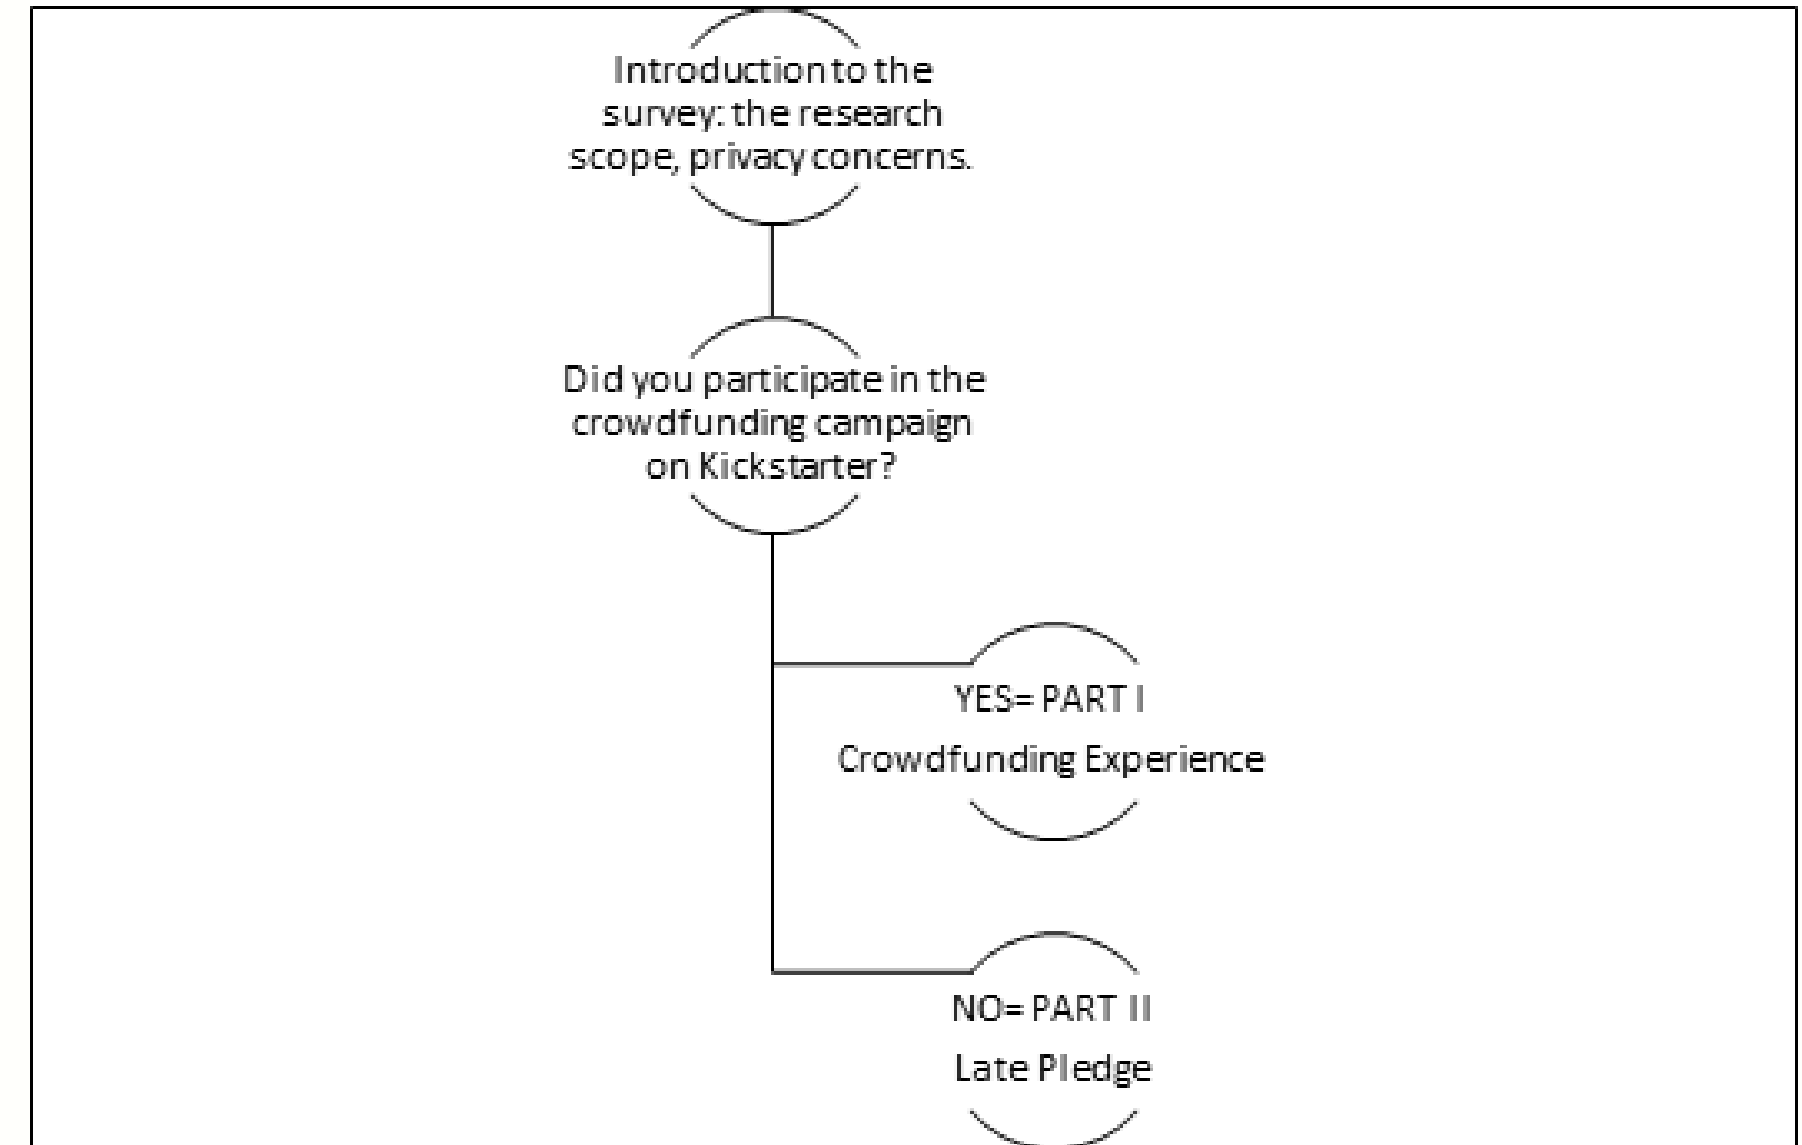 Introduction to the
survey: the research
scope, privacy concerns.
Did you participate in the
crowdfunding campaign
on Kickstarter?
YES= PART I
Crowdfunding Experience
NO= PART II
Late Pledge